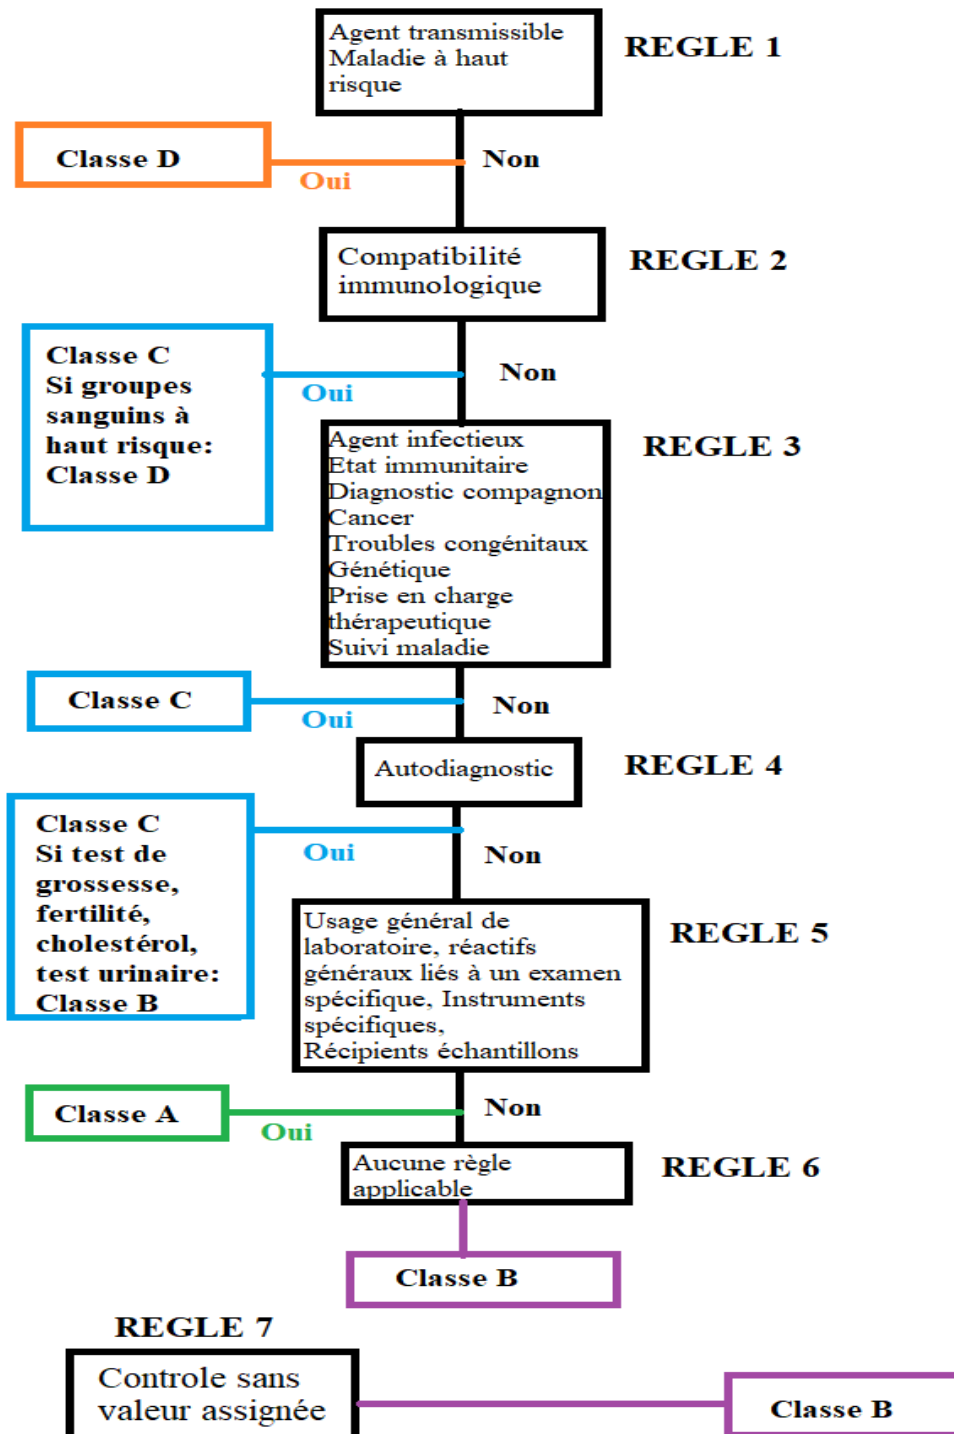 Agent transmissible
Maladie à haut
risque
REGLE 1
Classe D
Oui
Non
Compatibilité
immunologique
REGLE 2
Classe C
Si groupes
sanguins à
haut risque:
Classe D
Oui
Non
Agent infectieux
Etat immunitaire
Diagnostic compagnon
Cancer
Troubles congénitaux
Génétique
Prise en charge
thérapeutique
Suivi maladie
REGLE 3
Classe C
Oui
Non
Autodiagnostic
REGLE 4
Classe C
Si test de
grossesse,
fertilité,
cholestérol,
test urinaire:
Classe B
Oui
Non
Usage général de
laboratoire, réactifs
généraux liés à un examen
spécifique, Instruments
spécifiques,
Récipients échantillons
REGLE 5
Classe A
Oui
Non
Aucune règle
applicable
REGLE 6
Classe B
REGLE 7
Controle sans
valeur assignée
Classe B